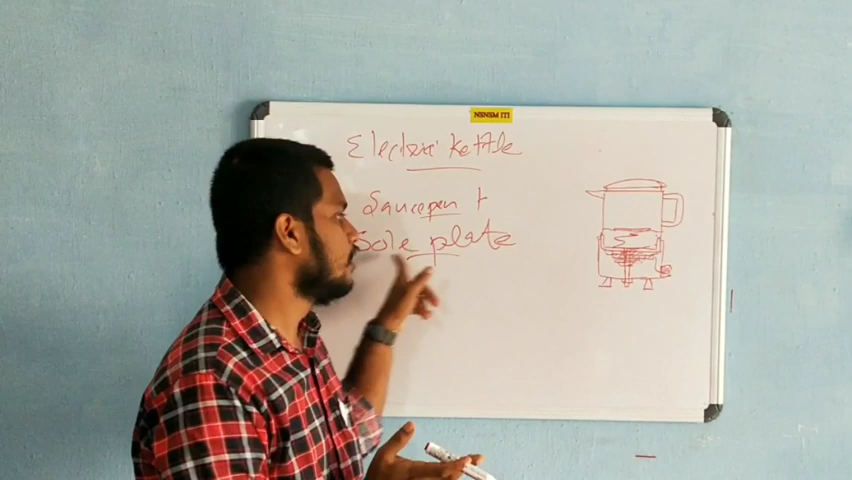 NSNSM ITI
Electric Kettle
Saucepan +
Sole plate